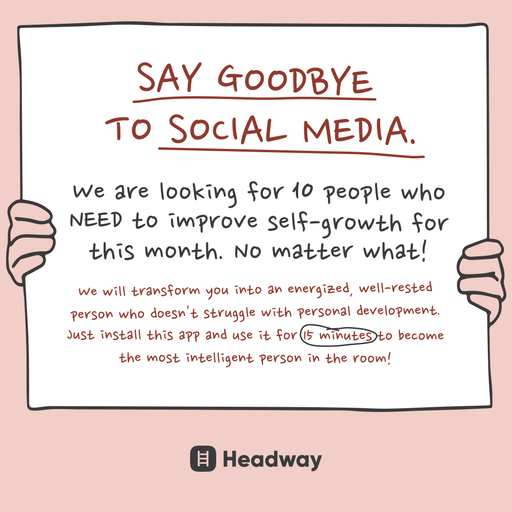 SAY GOODBYE
TO SOCIAL MEDIA.
We are looking for 10 people who
NEED to improve self-growth for
this month. No matter what!
We will transform you into an energized, well-rested
person who doesn't struggle with personal development.
Just install this app and use it for 15 minutes to become
the most intelligent person in the room!
Headway